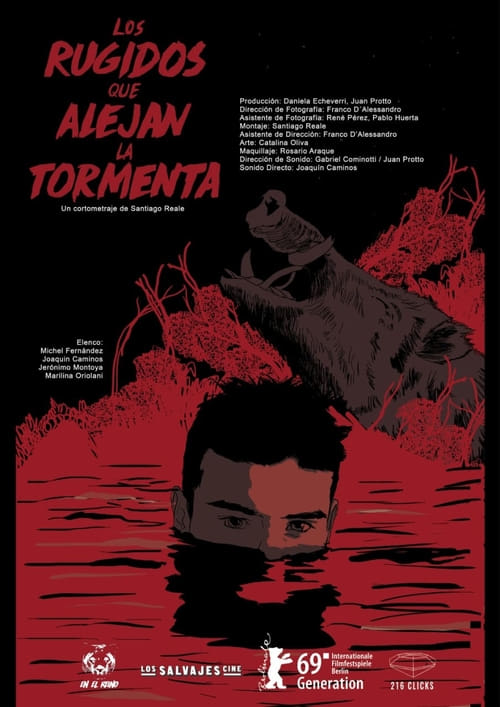 LOS
RUGIDOS
QUE
ALEJAN
LA
TORMENTA
Un cortometraje de Santiago Reale
Producción: Daniela Echeverri, Juan Protto
Dirección de Fotografía: Franco D´Alessandro
Asistente de Fotografía: René Pérez, Pablo Huerta
Montaje: Santiago Reale
Asistente de Dirección: Franco D'Alessandro
Arte: Catalina Oliva
Maquillaje: Rosario Araque
Dirección de Sonido: Gabriel Cominotti / Juan Protto
Sonido Directo: Joaquín Caminos
Elenco:
Michel Fernández
Joaquin Caminos
Jerónimo Montoya
Marilina Oriolani
EN EL REINO
LOS SALVAJES CINE
Berlinale
69
Internationale
Filmfestspiele
Berlin
Generation
216 CLICKS